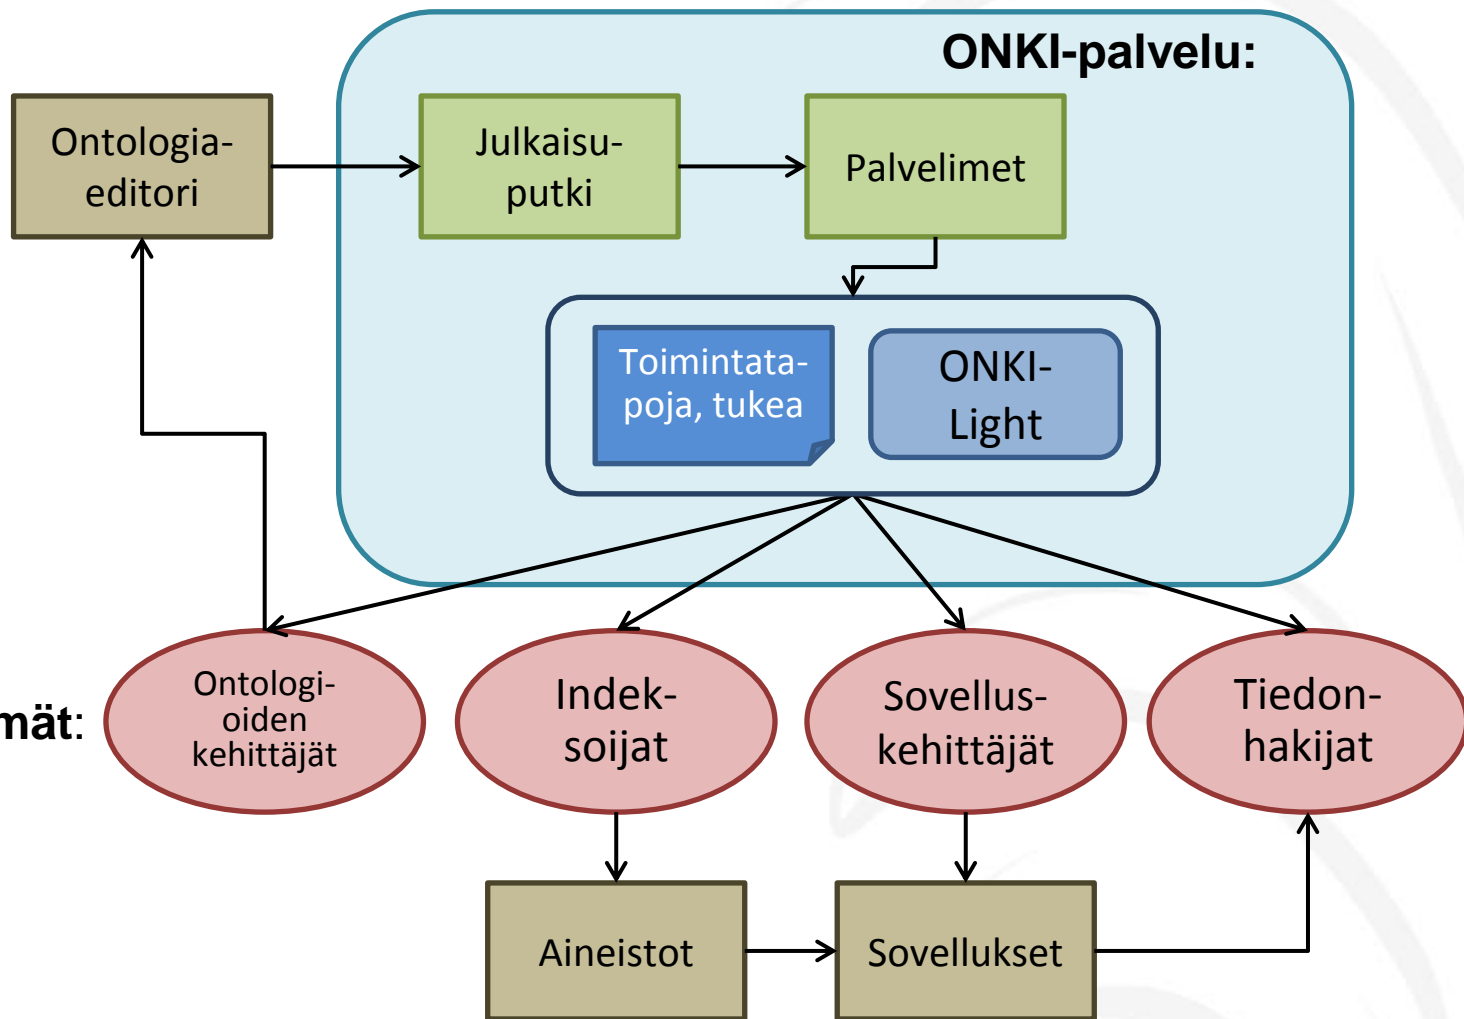 ONKI-palvelu:
Ontologia-
editori
Julkaisu-
putki
Palvelimet
Toimintata-
poja, tukea
ONKI-
Light
mät:
Ontologi-
oiden
kehittäjät
Indek-
soijat
Sovellus-
kehittäjät
Tiedon-
hakijat
Aineistot
Sovellukset